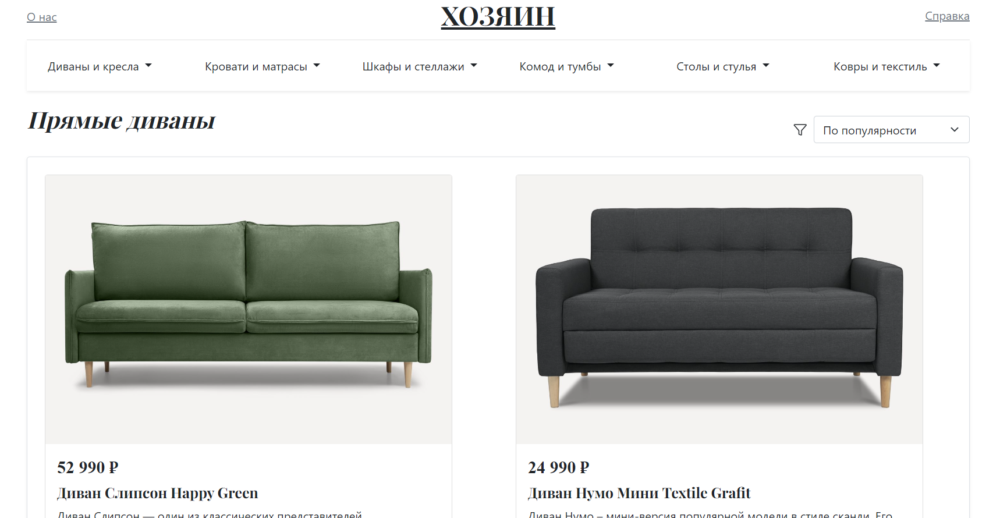 О нас
ХОЗЯИН
Справка
Диваны и кресла
Кровати и матрасы
Шкафы и стеллажи
Комод и тумбы
Столы и стулья
Ковры и текстиль
Прямые диваны
По популярности
52 990 ₽
Диван Слипсон Happy Green
Диван Слипсон — один из классических представителей
24 990 ₽
Диван Нумо Мини Textile Grafit
Диван Нумо – мини-версия популярной модели в стиле сканди. Его